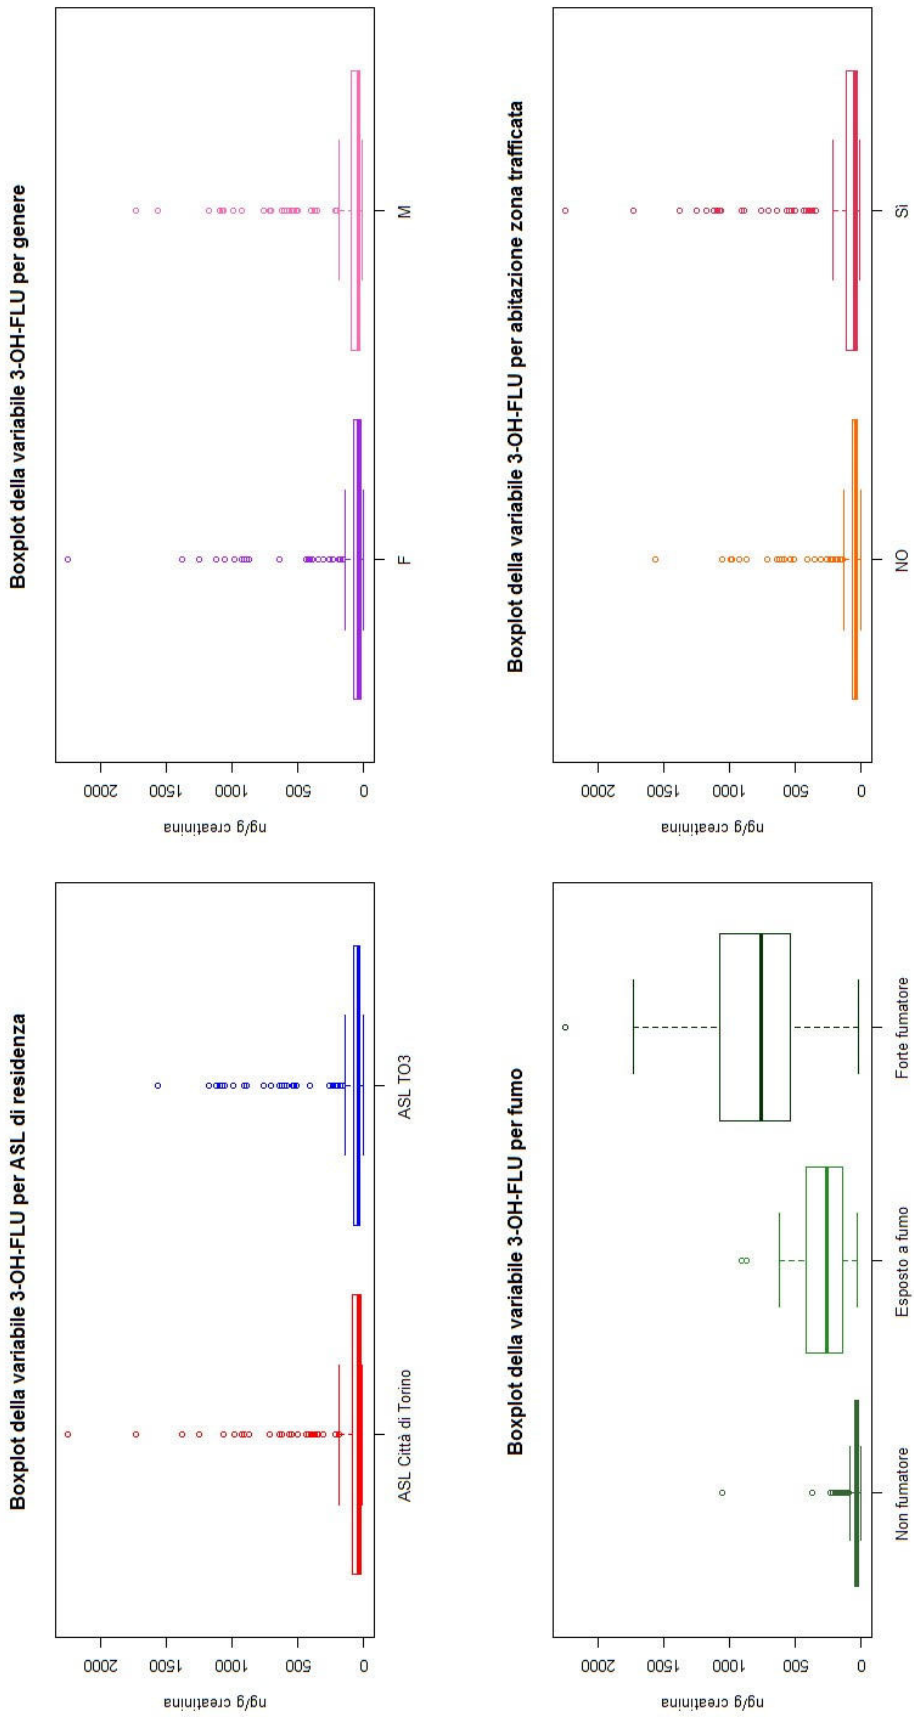 Boxplot della variabile 3-OH-FLU per ASL di residenza
ng/g creatinina
0
500
1000
1500
2000
ASL Città di Torino
ASL TO3
Boxplot della variabile 3-OH-FLU per genere
ng/g creatinina
0
500
1000
1500
2000
F
M
Boxplot della variabile 3-OH-FLU per fumo
ng/g creatinina
0
500
1000
1500
2000
Non fumatore
Esposto a fumo
Forte fumatore
Boxplot della variabile 3-OH-FLU per abitazione zona trafficata
ng/g creatinina
0
500
1000
1500
2000
NO
Sì